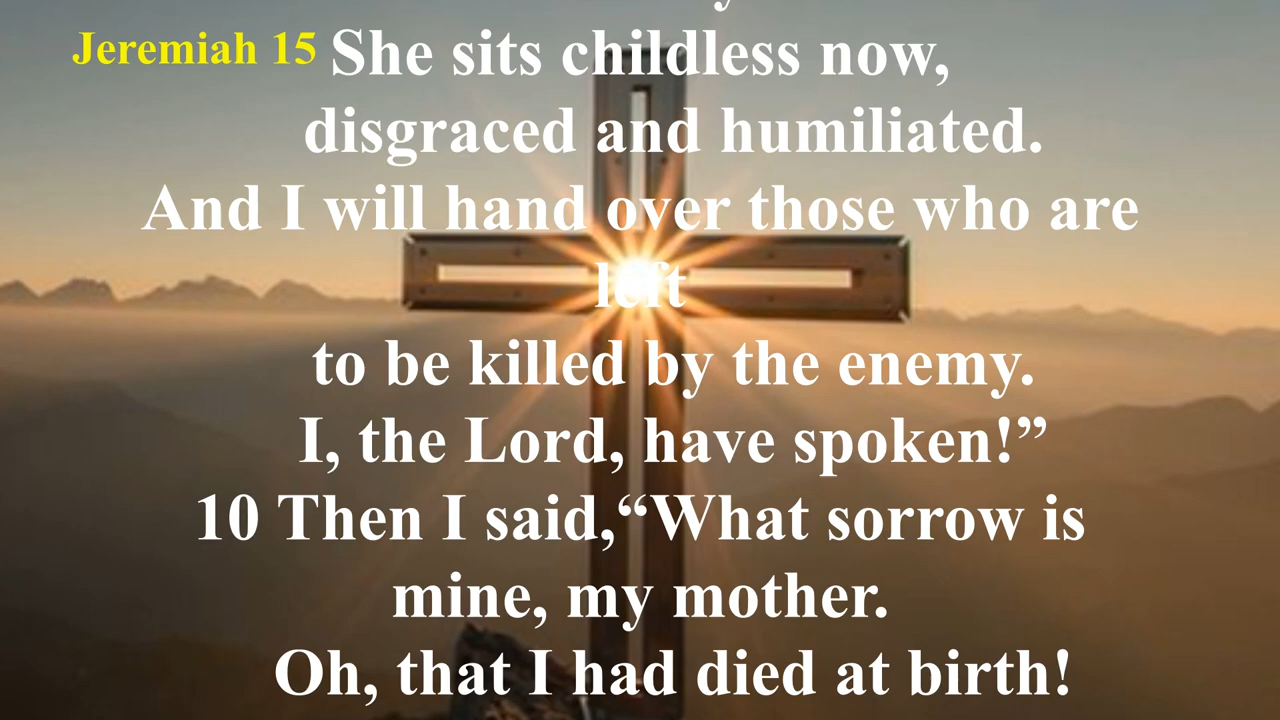 Jeremiah 15 She sits childless now,
disgraced and humiliated.
And I will hand over those who are
left
to be killed by the enemy.
I, the Lord, have spoken!”
10 Then I said,“What sorrow is
mine, my mother.
Oh, that I had died at birth!